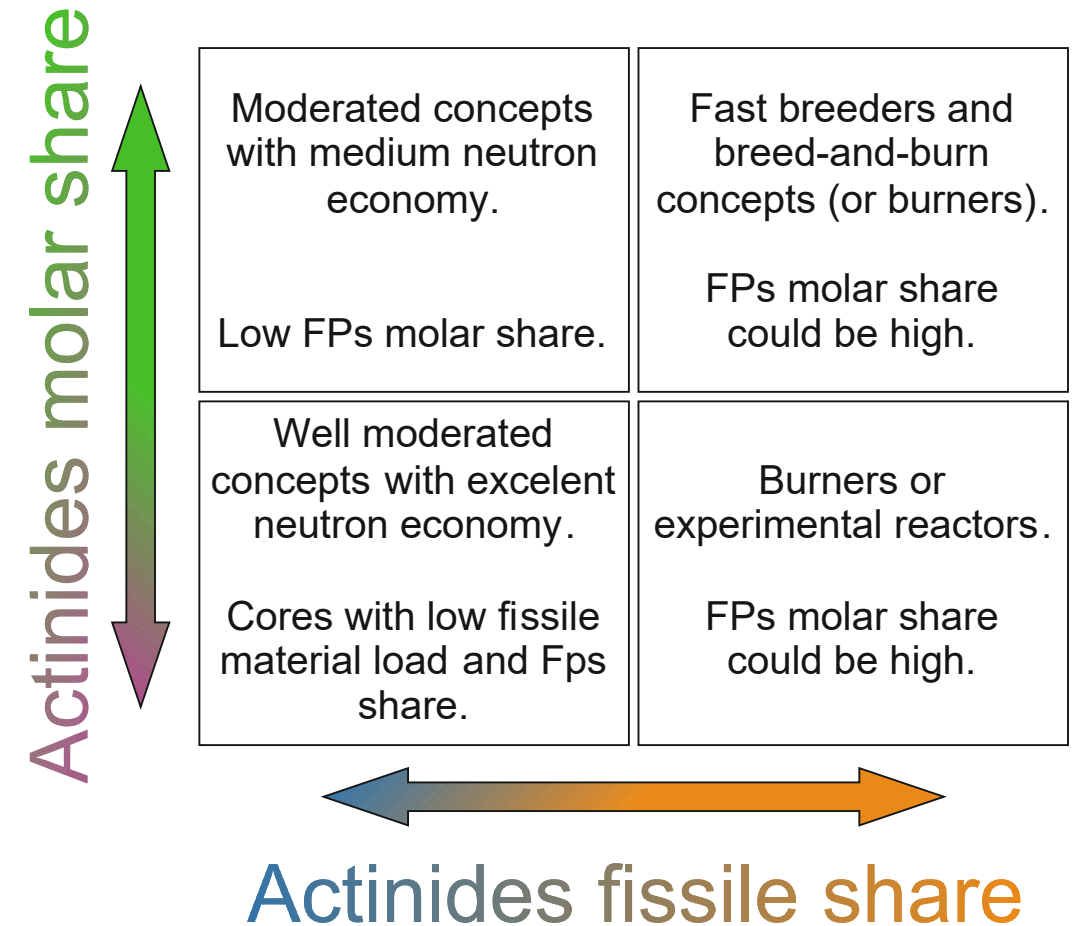 Actinides molar share
Moderated concepts
with medium neutron
economy.
Low FPs molar share.
Fast breeders and
breed-and-burn
concepts (or burners).
FPs molar share
could be high.
Well moderated
concepts with excelent
neutron economy.
Cores with low fissile
material load and Fps
share.
Burners or
experimental reactors.
FPs molar share
could be high.
Actinides fissile share